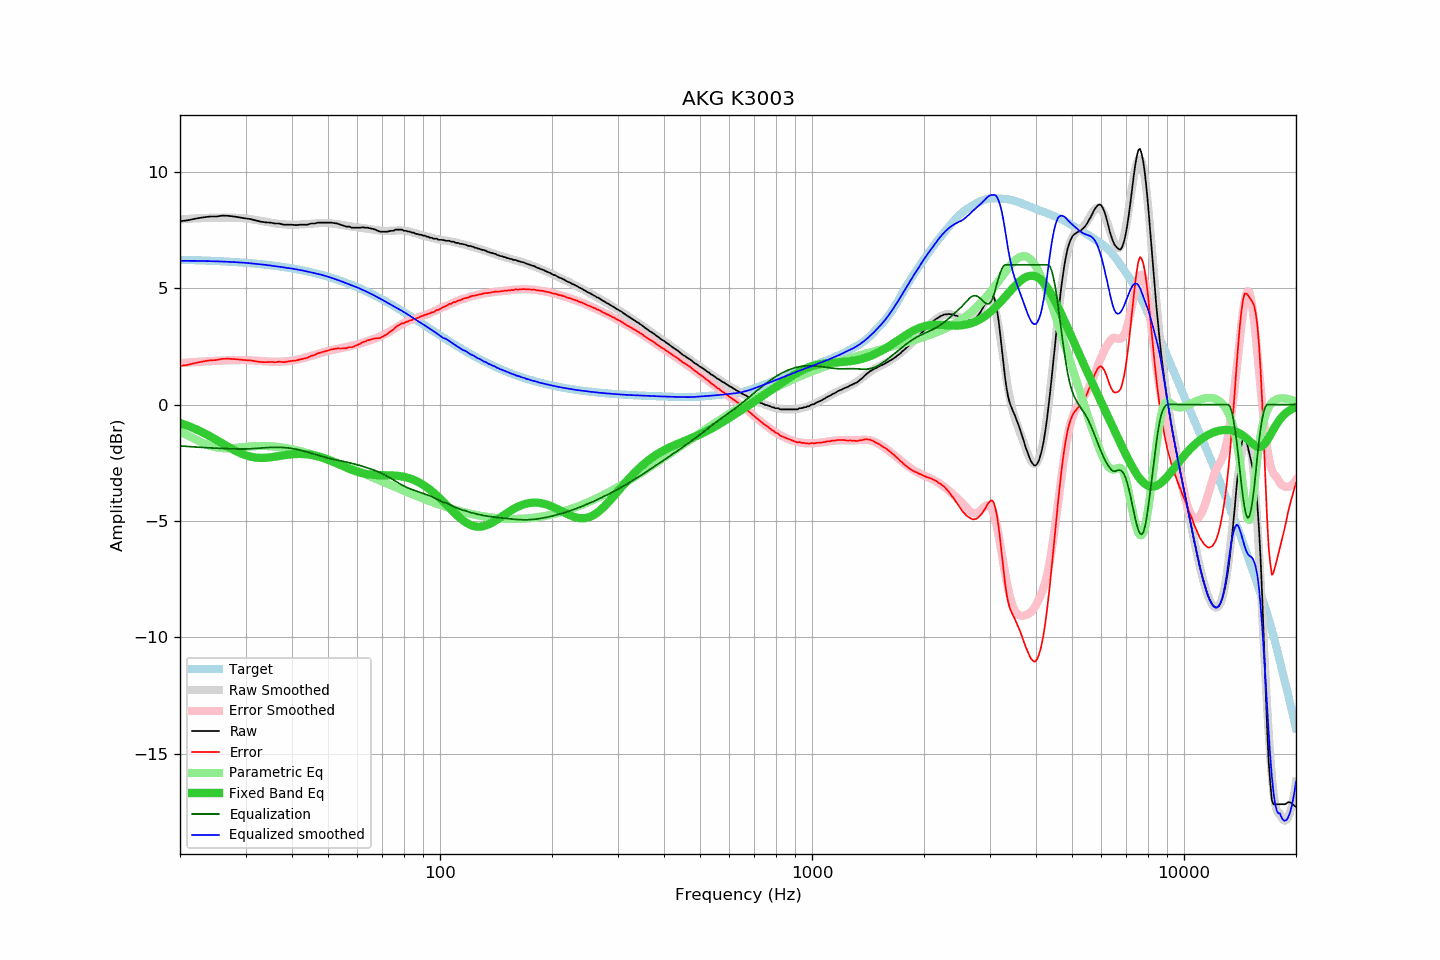 AKG K3003
Amplitude (dBr)
10
5
0
−5
−10
−15
Target
Raw Smoothed
Error Smoothed
Raw
Error
Parametric Eq
Fixed Band Eq
Equalization
Equalized smoothed
100
1000
10000
Frequency (Hz)